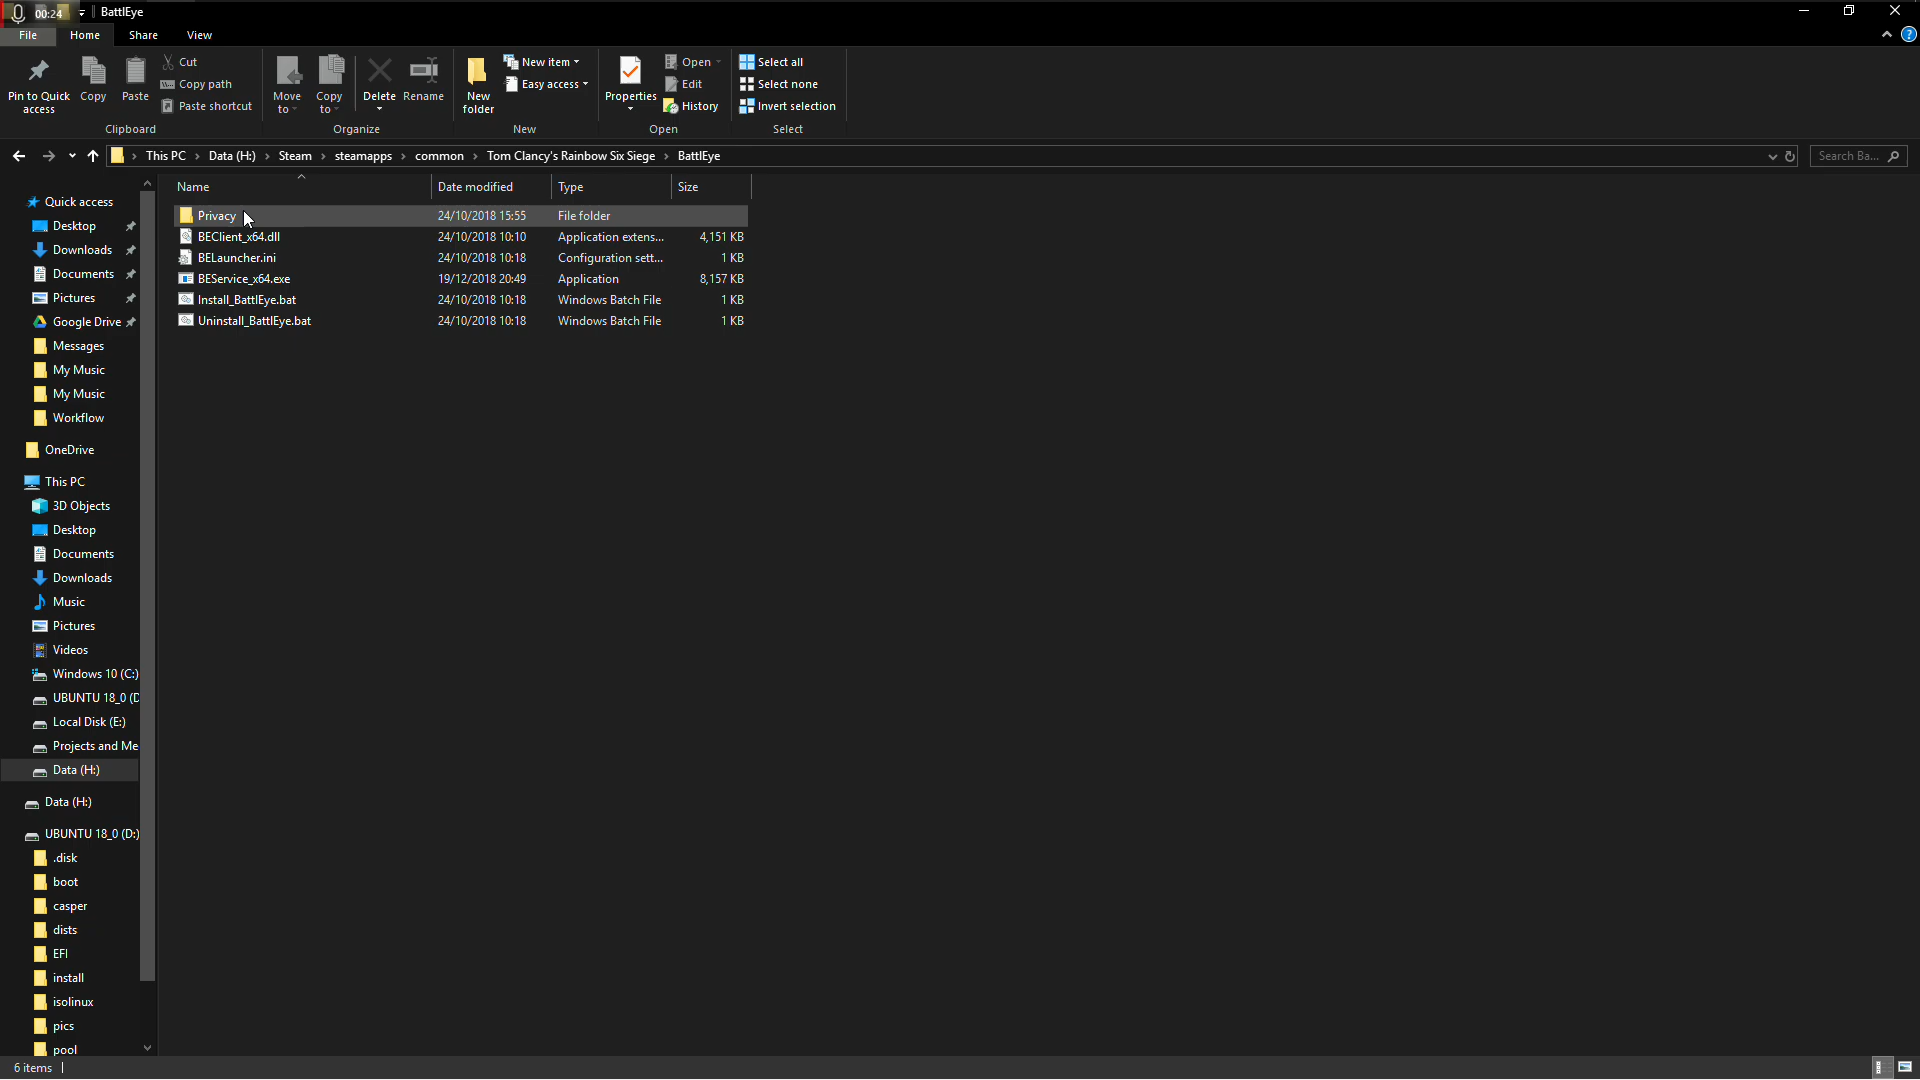 00:24 BattlEye
File Home Share View
Pin to Quick access
Copy
Paste
Cut
Copy path
Paste shortcut
Clipboard
Move to
Copy to
Delete
Rename
Organize
New folder
New item
Easy access
New
Properties
Open
Edit
History
Open
Select all
Select none
Invert selection
Select
This PC › Data (H:) › Steam › steamapps › common › Tom Clancy's Rainbow Six Siege › BattlEye
Search Ba...
Name Date modified Type Size
Privacy 24/10/2018 15:55 File folder
BEClient_x64.dll 24/10/2018 10:10 Application extens... 4,151 KB
BELauncher.ini 24/10/2018 10:18 Configuration sett... 1 KB
BEService_x64.exe 19/12/2018 20:49 Application 8,157 KB
Install_BattlEye.bat 24/10/2018 10:18 Windows Batch File 1 KB
Uninstall_BattlEye.bat 24/10/2018 10:18 Windows Batch File 1 KB
Quick access
Desktop
Downloads
Documents
Pictures
Google Drive
Messages
My Music
My Music
Workflow
OneDrive
This PC
3D Objects
Desktop
Documents
Downloads
Music
Pictures
Videos
Windows 10 (C:)
UBUNTU 18_0 (D
Local Disk (E:)
Projects and Me
Data (H:)
Data (H:)
UBUNTU 18_0 (D:)
.disk
boot
casper
dists
EFI
install
isolinux
pics
pool
6 items